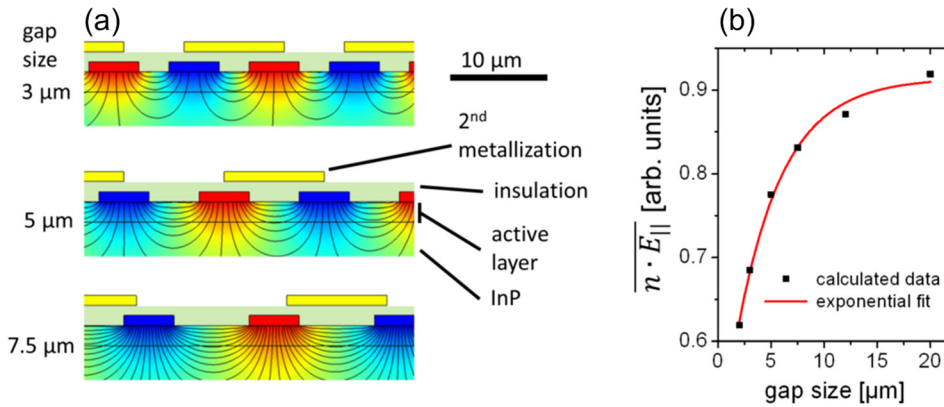 (a)
gap
size
3 μm
10 μm
2nd
metallization
insulation
5 μm
active
layer
InP
7.5 μm
(b)
n · E|| [arb. units]
0.9
0.8
0.7
0.6
calculated data
exponential fit
0 5 10 15 20
gap size [μm]